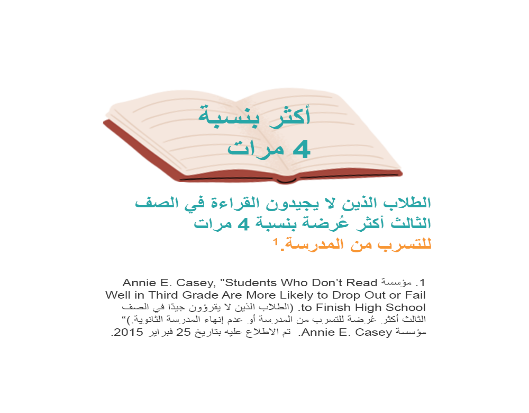 أكثر بنسبة
4 مرات
الطلاب الذين لا يجيدون القراءة في الصف
الثالث أكثر عُرضة بنسبة 4 مرات
للتسرب من المدرسة.¹
1. مؤسسة Annie E. Casey, "Students Who Don't Read
Well in Third Grade Are More Likely to Drop Out or Fail
to Finish High School. (الطلاب الذين لا يقرؤون جيدًا في الصف
الثالث أكثر عُرضة للتسرب من المدرسة أو عدم إنهاء المدرسة الثانوية.)"
مؤسسة Annie E. Casey. تم الاطلاع عليه بتاريخ 25 فبراير 2015.